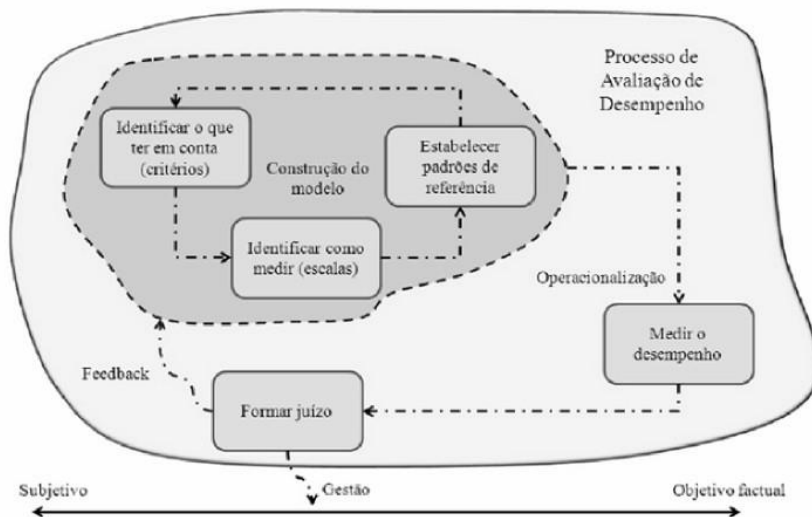 Processo de
Avaliação de
Desempenho
Identificar o que
ter em conta
(critérios)
Estabelecer
padrões de
referência
Construção do
modelo
Identificar como
medir (escalas)
Operacionalização
Medir o
desempenho
Feedback
Formar juízo
Subjetivo
Gestão
Objetivo factual